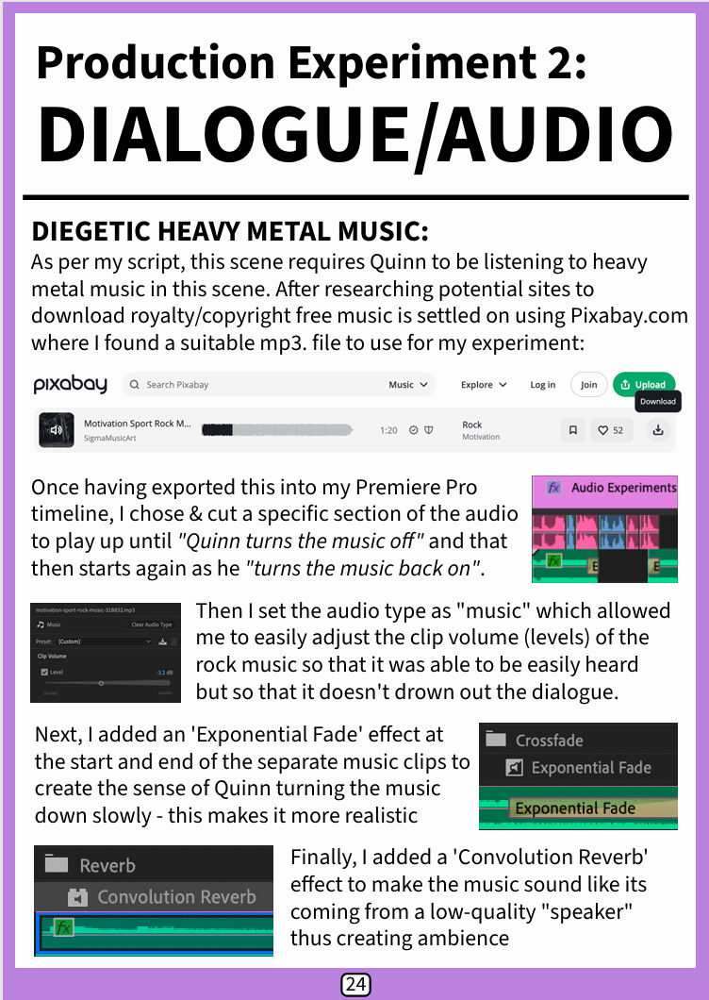 Production Experiment 2:
DIALOGUE/AUDIO
DIEGETIC HEAVY METAL MUSIC:
As per my script, this scene requires Quinn to be listening to heavy
metal music in this scene. After researching potential sites to
download royalty/copyright free music is settled on using Pixabay.com
where I found a suitable mp3. file to use for my experiment:
pixabay Search Pixabay Music Explore Log in Join Upload
Download
Motivation Sport Rock M...
SigmaMusicArt
1:20
Rock
Motivation
52
Once having exported this into my Premiere Pro
timeline, I chose & cut a specific section of the audio
to play up until "Quinn turns the music off" and that
then starts again as he "turns the music back on".
fx Audio Experiments
fx E E
motivation-sport-rock-music-318832.mp3
Music Clear Audio Type
Preset: (Custom)
Clip Volume
Level -3.2 dB
Quieter Louder
Then I set the audio type as "music" which allowed
me to easily adjust the clip volume (levels) of the
rock music so that it was able to be easily heard
but so that it doesn't drown out the dialogue.
Next, I added an 'Exponential Fade' effect at
the start and end of the separate music clips to
create the sense of Quinn turning the music
down slowly - this makes it more realistic
Crossfade
Exponential Fade
Exponential Fade
Reverb
Convolution Reverb
fx
Finally, I added a 'Convolution Reverb'
effect to make the music sound like its
coming from a low-quality "speaker"
thus creating ambience
24